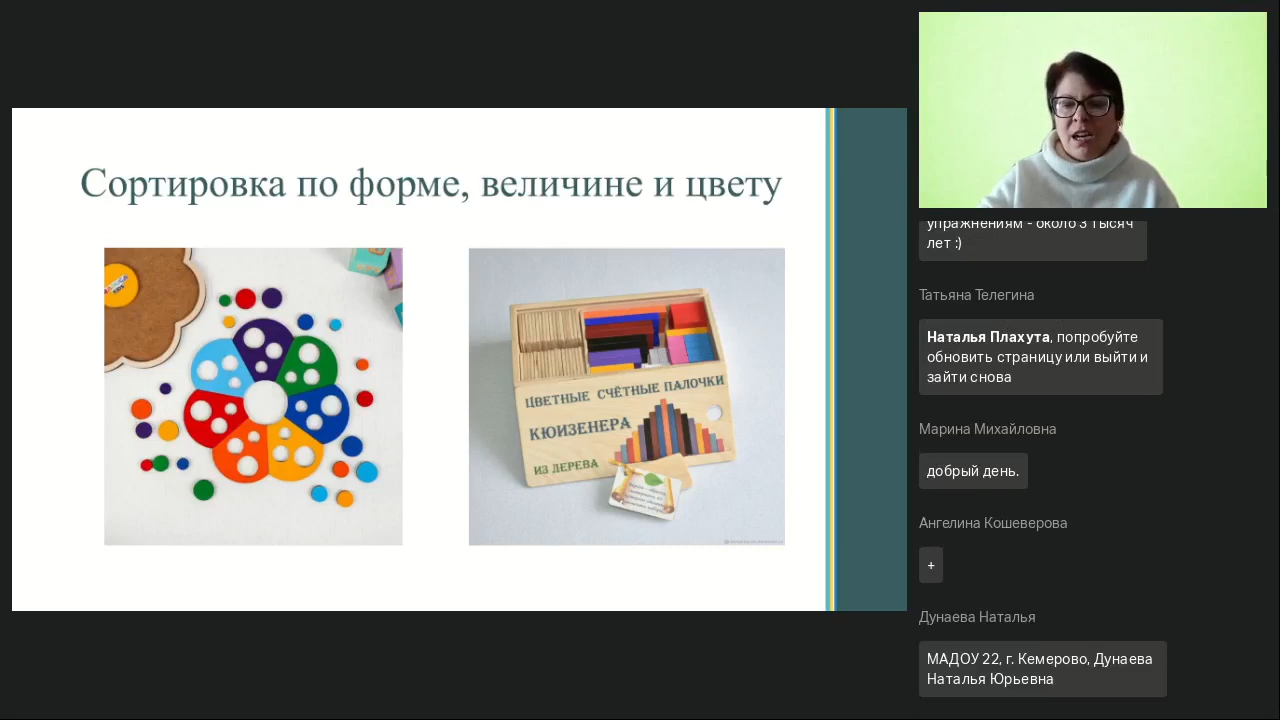 Сортировка по форме, величине и цвету
ЦВЕТНЫЕ СЧЁТНЫЕ ПАЛОЧКИ
КЮИЗЕНЕРА
ИЗ ДЕРЕВА
упражнениям - около 3 тысяч
лет :)
Татьяна Телегина
Наталья Плахута, попробуйте
обновить страницу или выйти и
зайти снова
Марина Михайловна
добрый день.
Ангелина Кошеверова
+
Дунаева Наталья
МАДОУ 22, г. Кемерово, Дунаева
Наталья Юрьевна